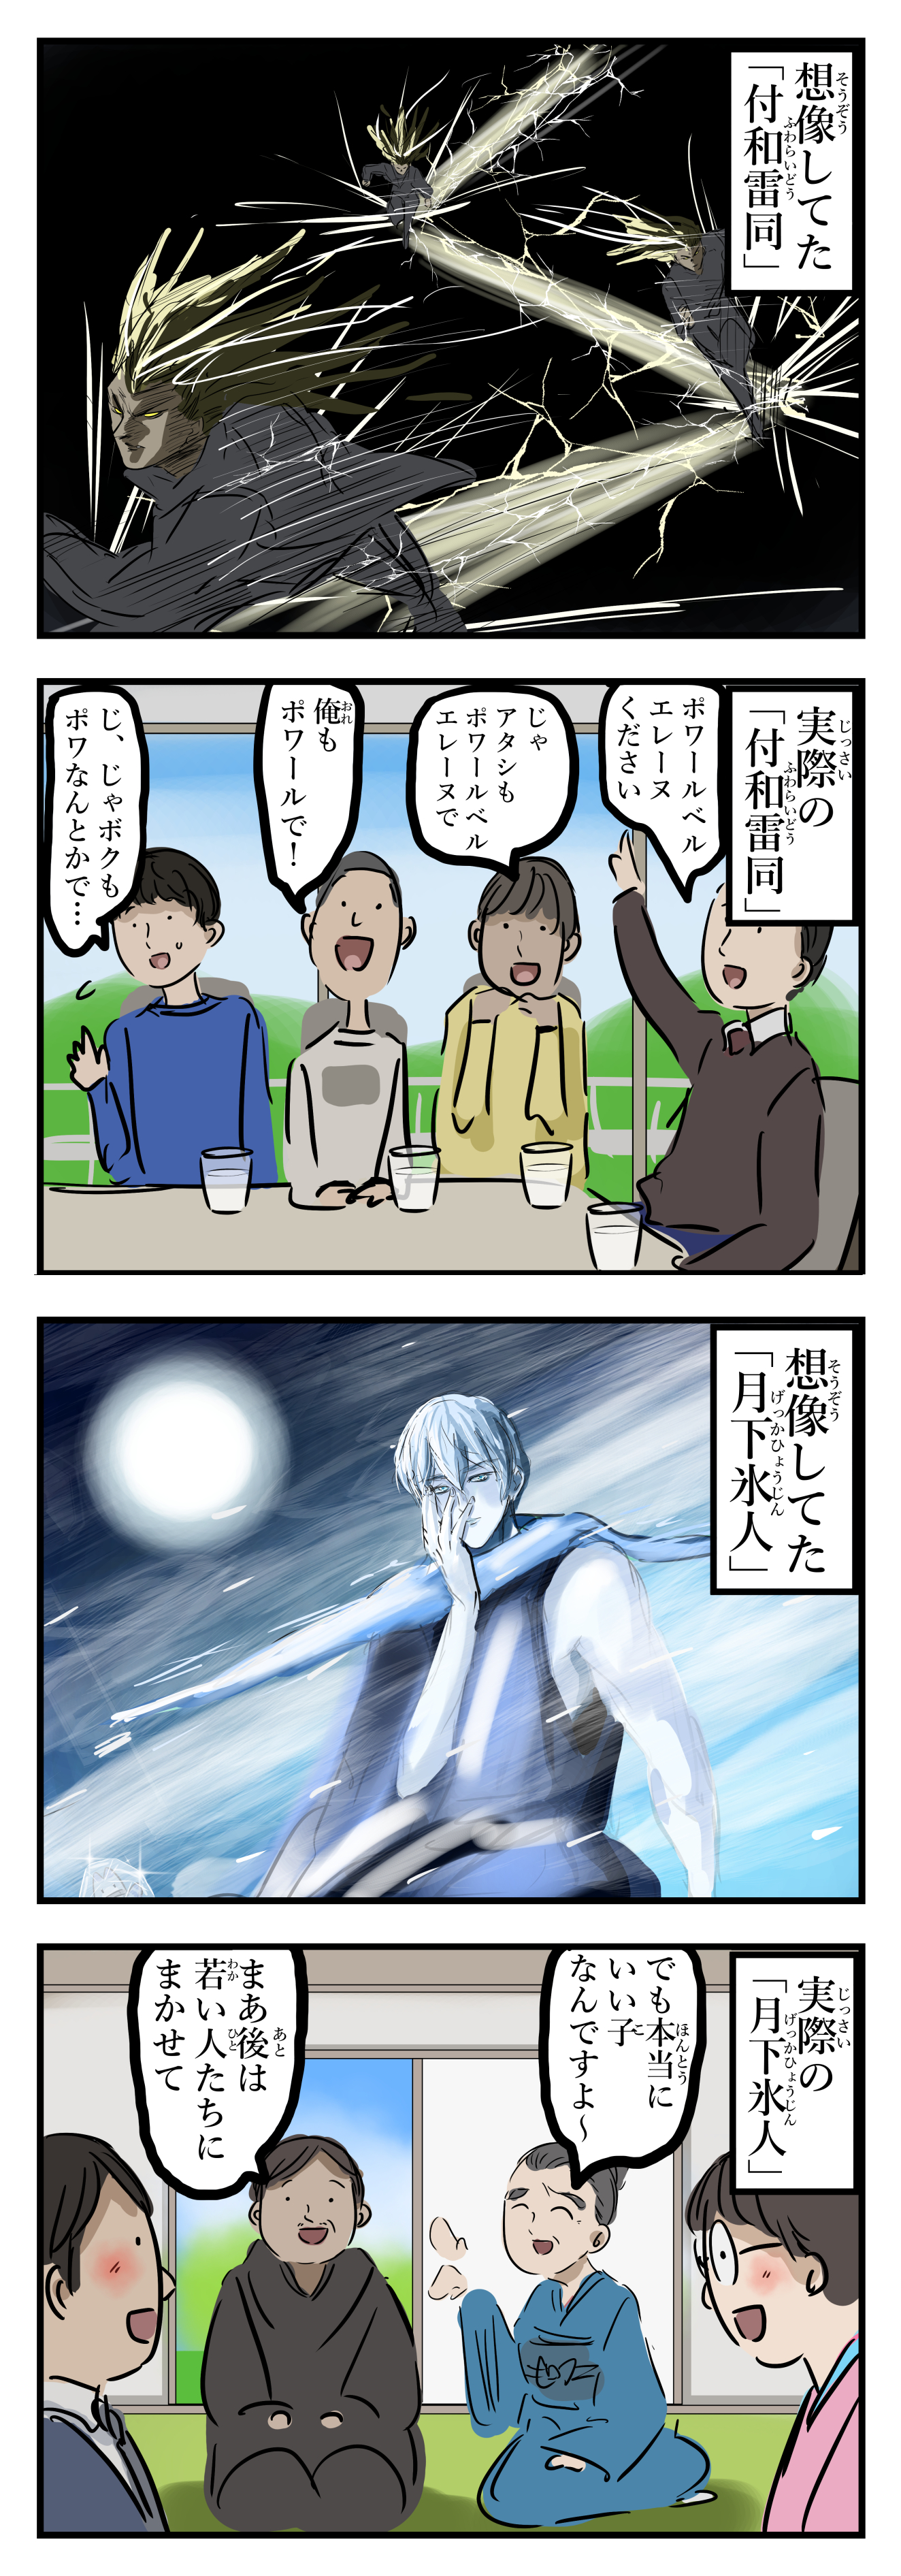 想像してた
「付和雷同」
実際の
「付和雷同」
ポワールベル
エレーヌ
ください
じゃ
アタシも
ポワールベル
エレーヌで
俺も
ポワールで！
じ、じゃボクも
ポワなんとかで…
想像してた
「月下氷人」
実際の
「月下氷人」
でも本当に
いい子
なんですよ～
まあ後は
若い人たちに
まかせて